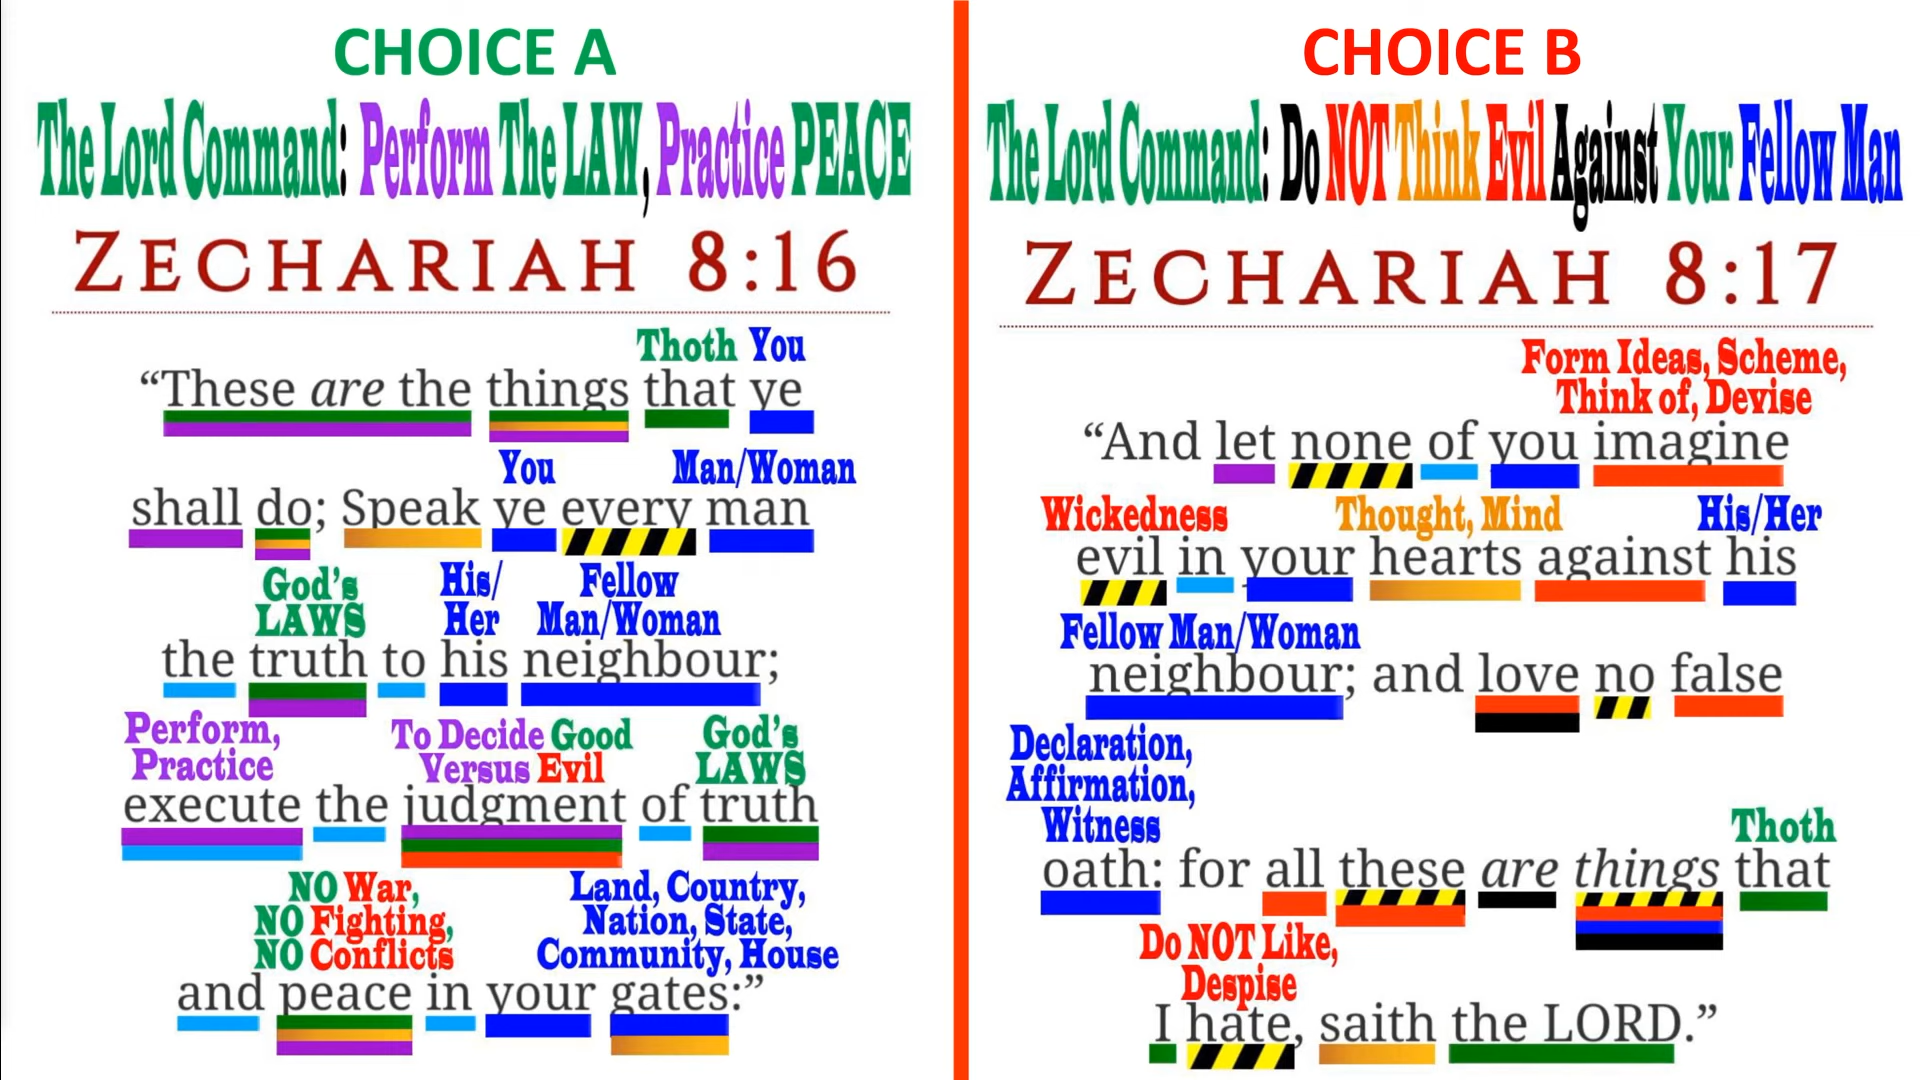 CHOICE A
The Lord Command: Perform The LAW, Practice PEACE
ZECHARIAH 8:16
Thoth You
“These are the things that ye
You Man/Woman
shall do; Speak ye every man
God's His/ Fellow
LAWS Her Man/Woman
the truth to his neighbour;
Perform, To Decide Good God's
Practice Versus Evil LAWS
execute the judgment of truth
NO War, Land, Country,
NO Fighting, Nation, State,
NO Conflicts Community, House
and peace in your gates:”
CHOICE B
The Lord Command: Do NOT Think Evil Against Your Fellow Man
ZECHARIAH 8:17
Form Ideas, Scheme,
Think of, Devise
“And let none of you imagine
Wickedness Thought, Mind His/Her
evil in your hearts against his
Fellow Man/Woman
neighbour; and love no false
Declaration,
Affirmation,
Witness Thoth
oath: for all these are things that
Do NOT Like,
Despise
I hate, saith the LORD.”